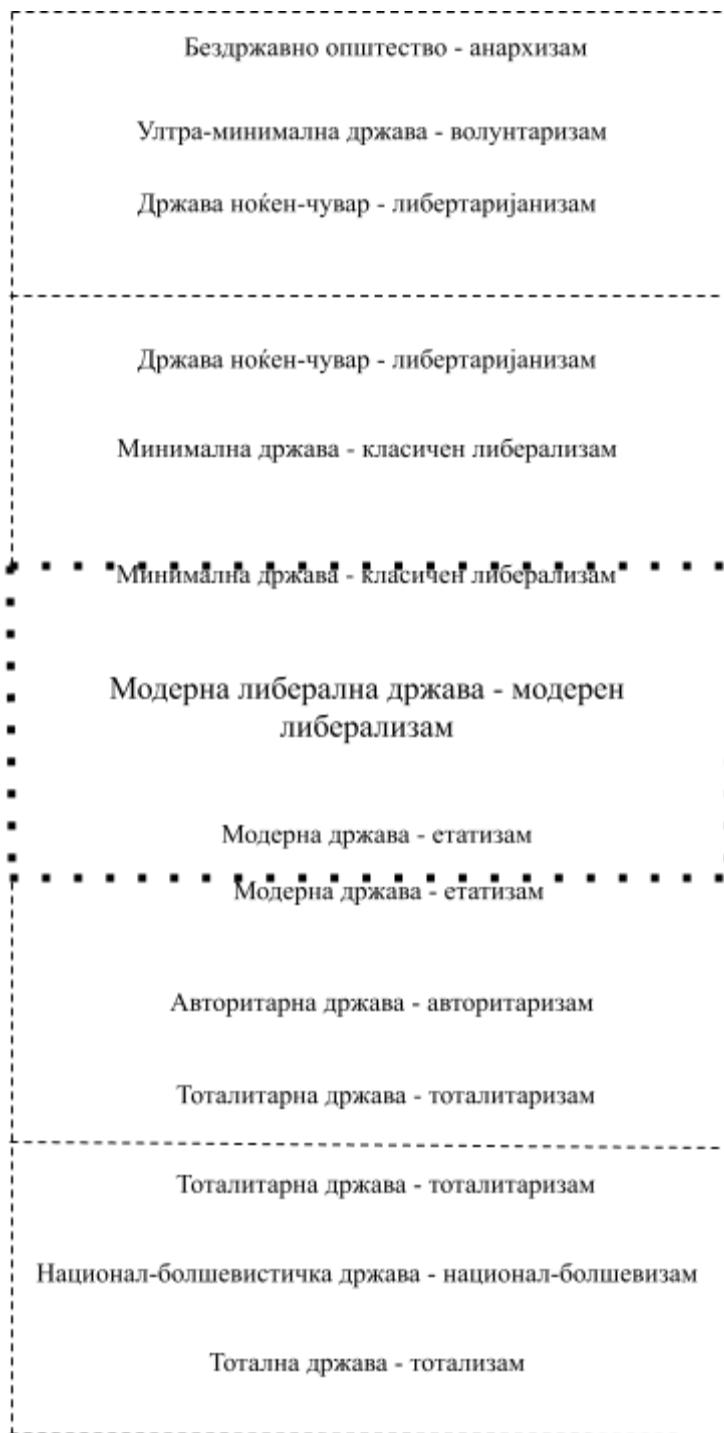 Бездржавно општество - анархизам
Ултра-минимална држава - волунтаризам
Држава ноќен-чувар - либертаријанизам
Држава ноќен-чувар - либертаријанизам
Минимална држава - класичен либерализам
Минимална држава - класичен либерализам
Модерна либерална држава - модерен
либерализам
Модерна држава - етатизам
Модерна држава - етатизам
Авторитарна држава - авторитаризам
Тоталитарна држава - тоталитаризам
Тоталитарна држава - тоталитаризам
Национал-болшевистичка држава - национал-болшевизам
Тотална држава - тотализам